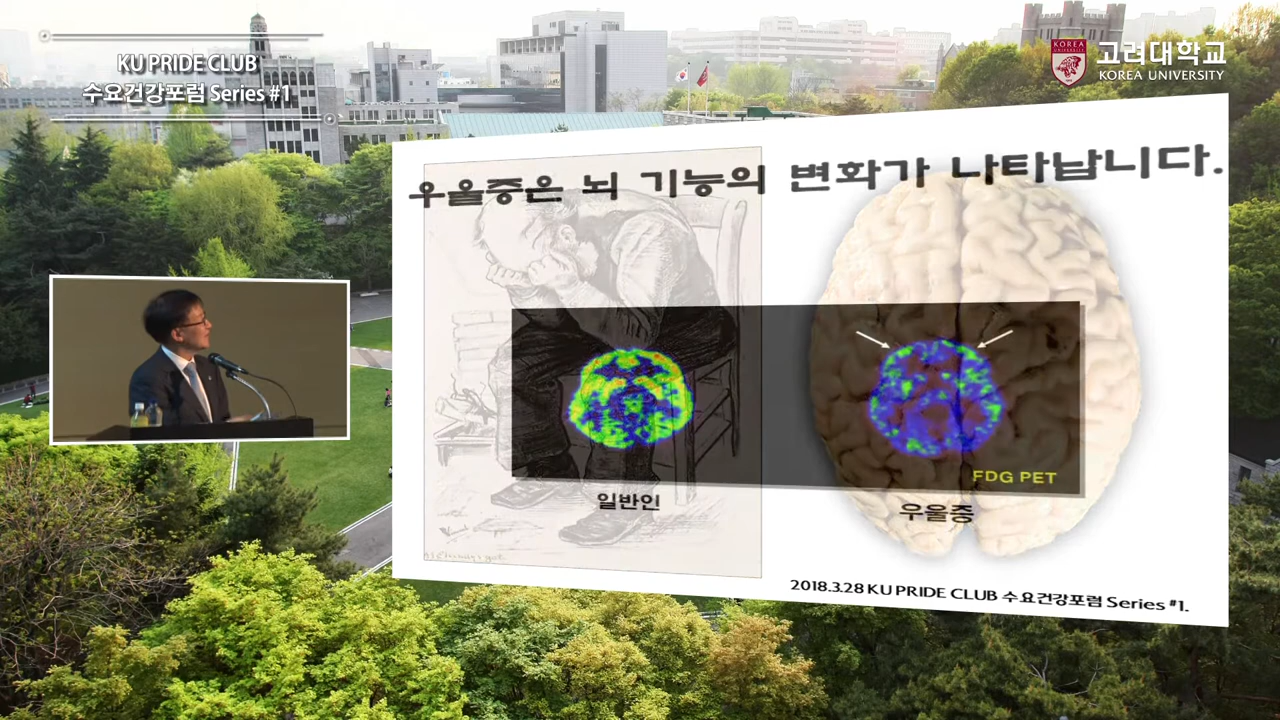 KU PRIDE CLUB
수요건강포럼 Series #1
KOREA
UNIVERSITY
고려대학교
KOREA UNIVERSITY
우울증은 뇌 기능의 변화가 나타납니다.
FDG PET
일반인
우울증
2018.3.28 KU PRIDE CLUB 수요건강포럼 Series #1.